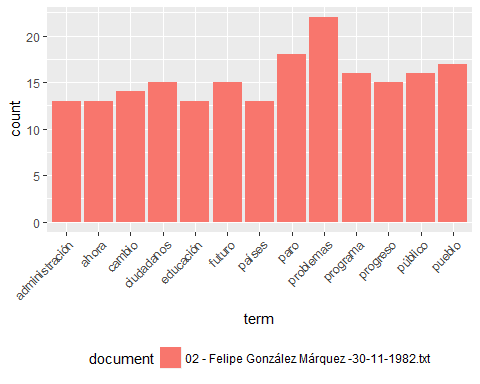 20
15
10
5
0
count
administración
ahora
cambio
ciudadanos
educación
futuro
países
paro
problemas
programa
progreso
público
pueblo
term
document
02 - Felipe González Márquez -30-11-1982.txt